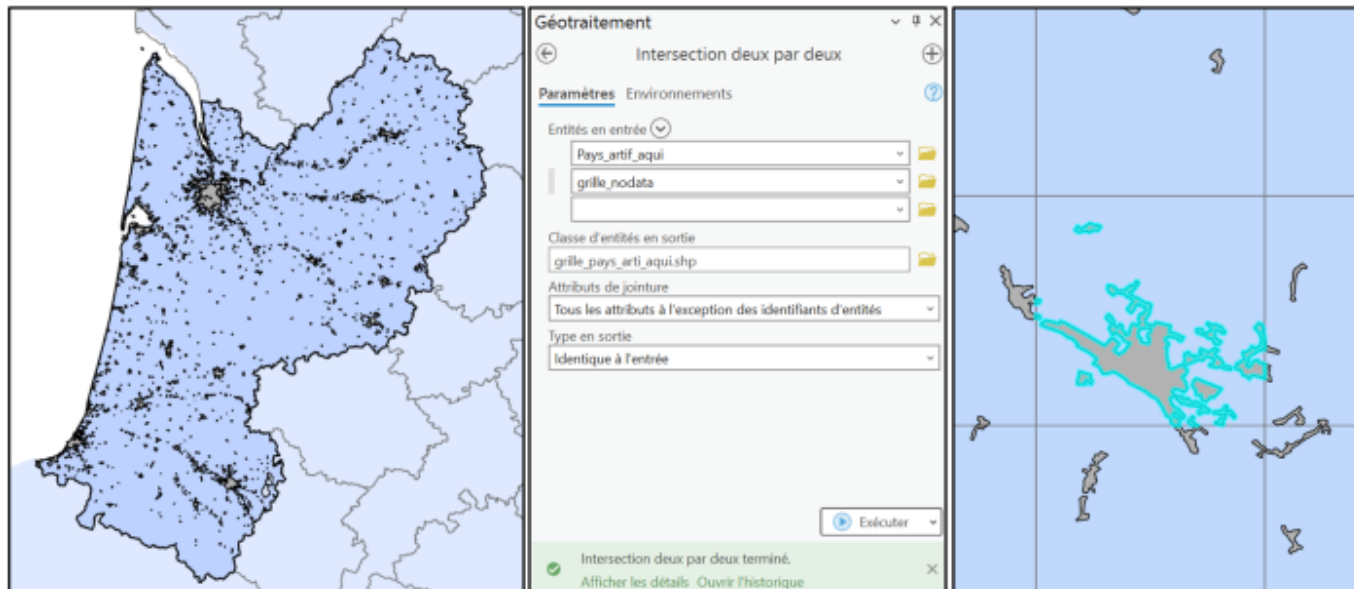 Géotraitement
Intersection deux par deux
Paramètres Environnements
Entités en entrée
Pays_artif_aqui
grille_nodata
Classe d'entités en sortie
grille_pays_arti_aqui.shp
Attributs de jointure
Tous les attributs à l'exception des identifiants d'entités
Type en sortie
Identique à l'entrée
Exécuter
Intersection deux par deux terminé.
Afficher les détails Ouvrir l'historique